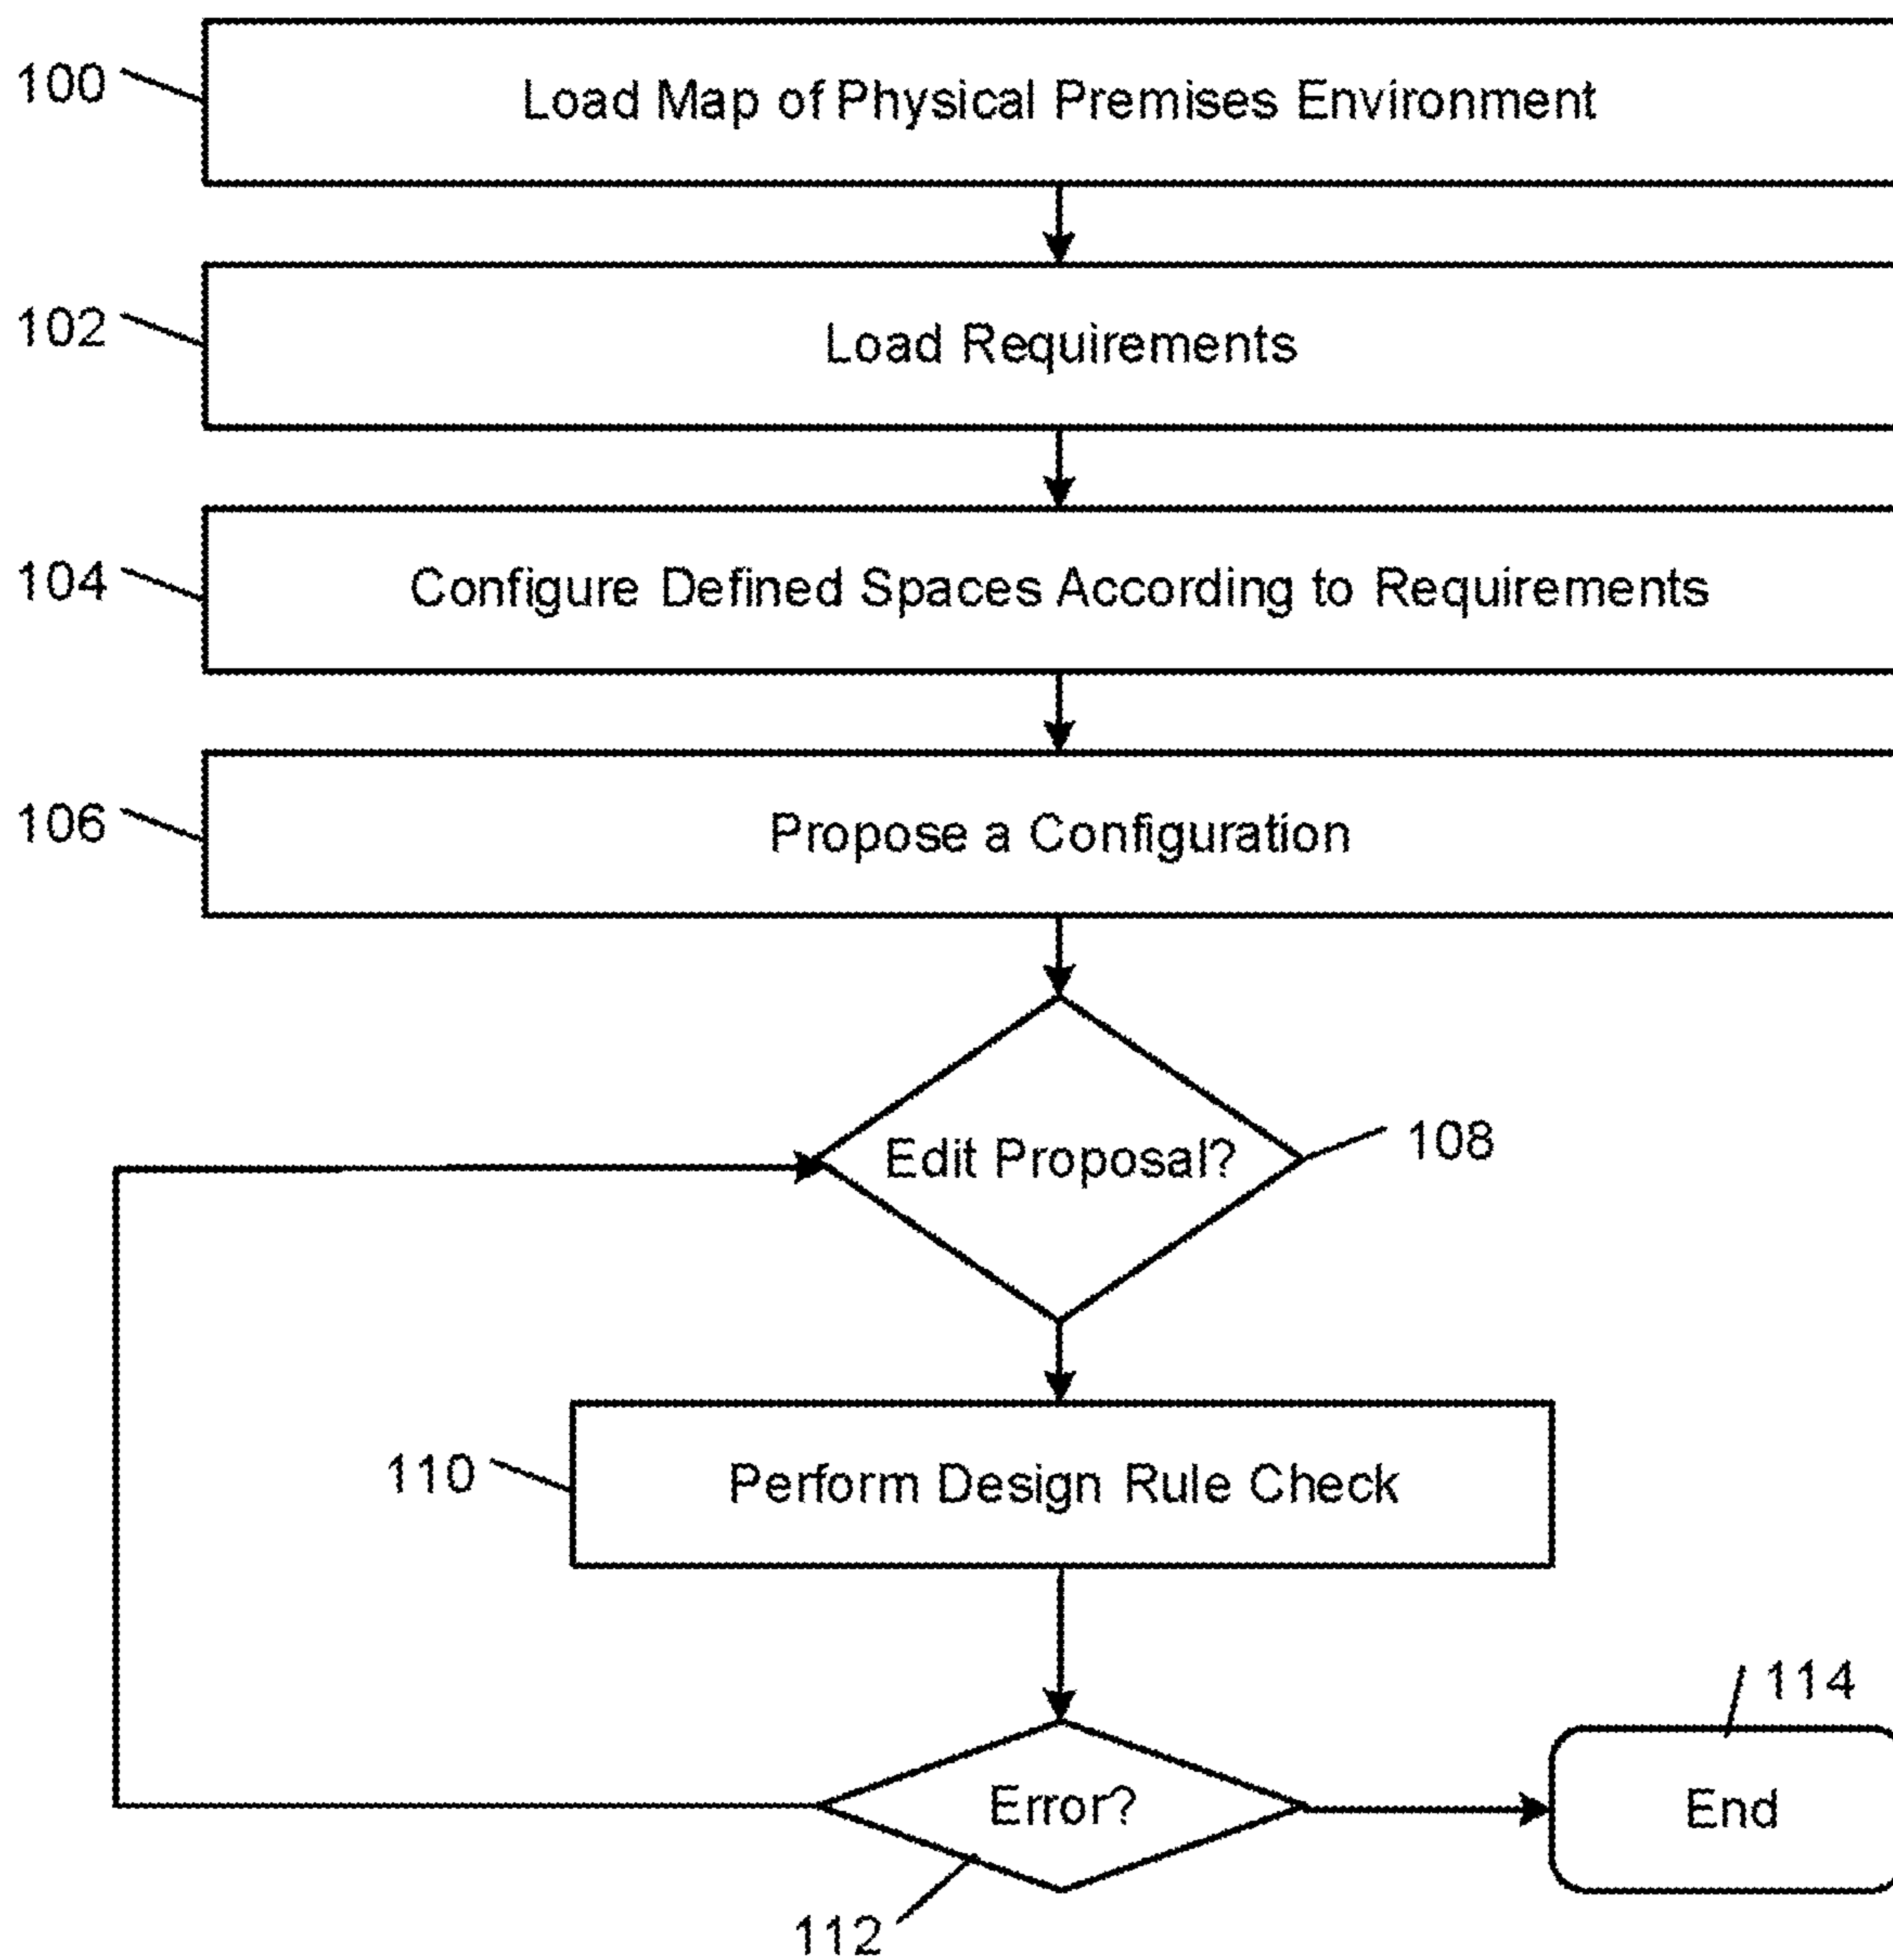 100
Load Map of Physical Premises Environment
102
Load Requirements
104
Configure Defined Spaces According to Requirements
106
Propose a Configuration
Edit Proposal?
108
110
Perform Design Rule Check
114
Error?
End
112